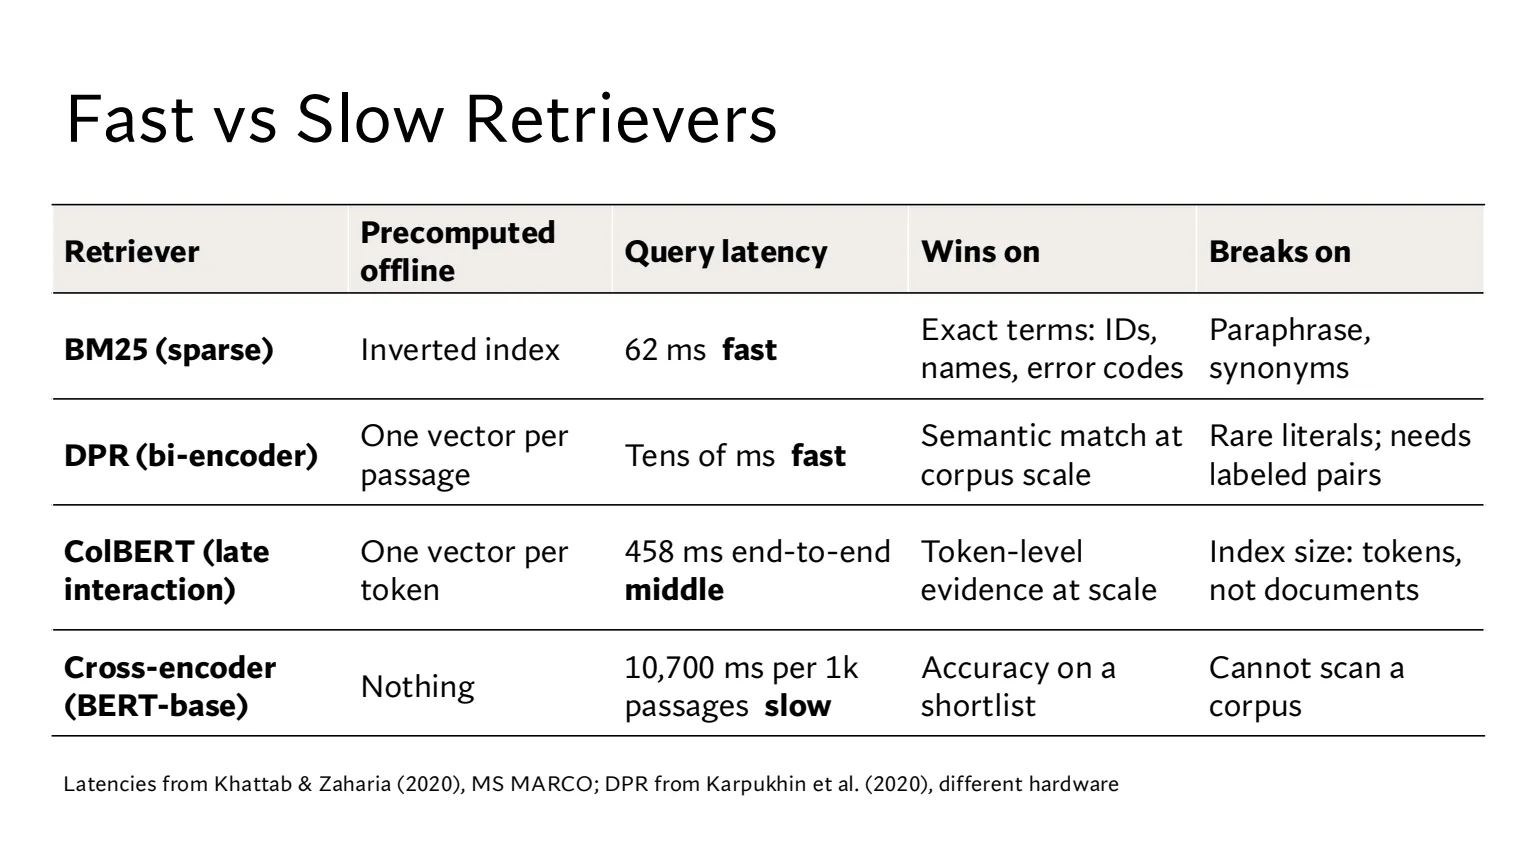 Fast vs Slow Retrievers
Retriever
Precomputed
offline
Query latency
Wins on
Breaks on
BM25 (sparse)
Inverted index
62 ms fast
Exact terms: IDs,
names, error codes
Paraphrase,
synonyms
DPR (bi-encoder)
One vector per
passage
Tens of ms fast
Semantic match at
corpus scale
Rare literals; needs
labeled pairs
ColBERT (late
interaction)
One vector per
token
458 ms end-to-end
middle
Token-level
evidence at scale
Index size: tokens,
not documents
Cross-encoder
(BERT-base)
Nothing
10,700 ms per 1k
passages slow
Accuracy on a
shortlist
Cannot scan a
corpus
Latencies from Khattab & Zaharia (2020), MS MARCO; DPR from Karpukhin et al. (2020), different hardware